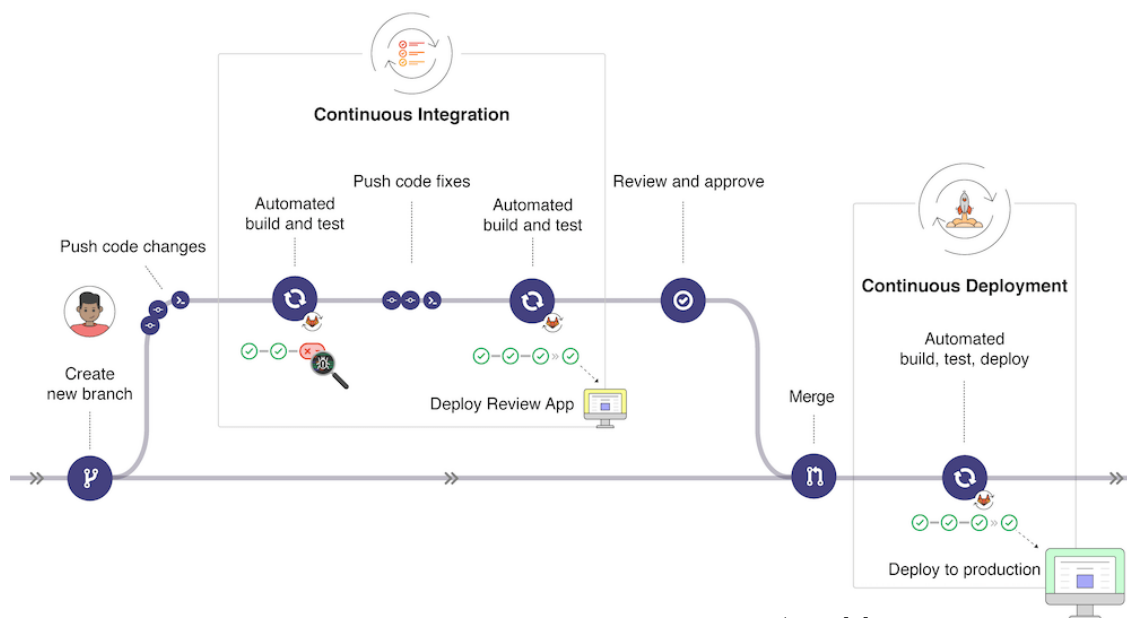 Continuous Integration
Push code fixes
Review and approve
Automated
build and test
Automated
build and test
Push code changes
Continuous Deployment
Automated
build, test, deploy
Create
new branch
Deploy Review App
Merge
Deploy to production